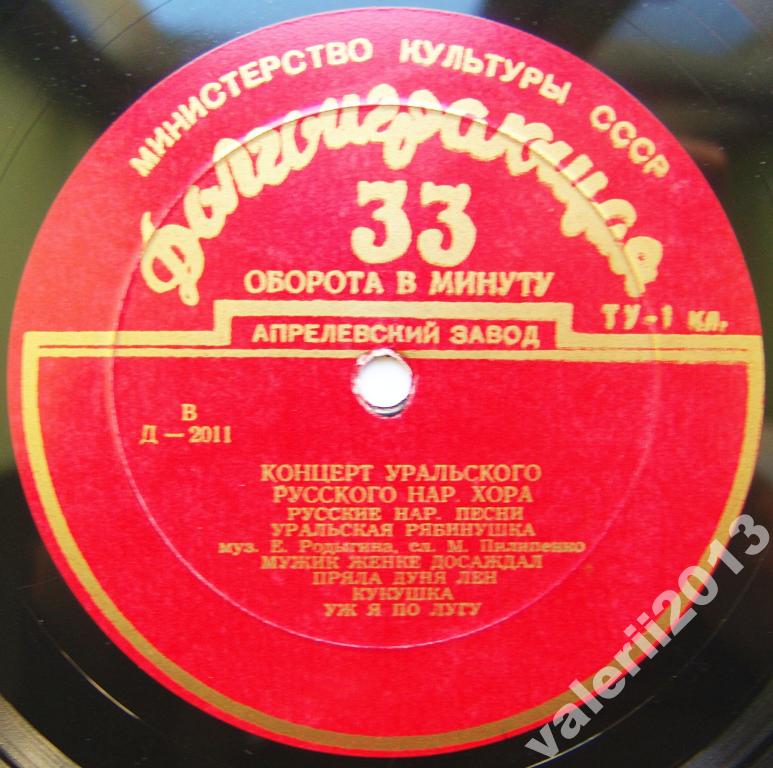 МИНИСТЕРСТВО КУЛЬТУРЫ СССР
Долгоиграющая
33
ОБОРОТА В МИНУТУ
ТУ-1 кл.
АПРЕЛЕВСКИЙ ЗАВОД
В
Д — 2011
КОНЦЕРТ УРАЛЬСКОГО
РУССКОГО НАР. ХОРА
РУССКИЕ НАР. ПЕСНИ
УРАЛЬСКАЯ РЯБИНУШКА
муз. Е. Родыгина, сл. М. Пилипенко
МУЖИК ЖЕНКЕ ДОСАЖДАЛ
ПРЯЛА ДУНЯ ЛЕН
КУКУШКА
УЖ Я ПО ЛУГУ
valerii2013